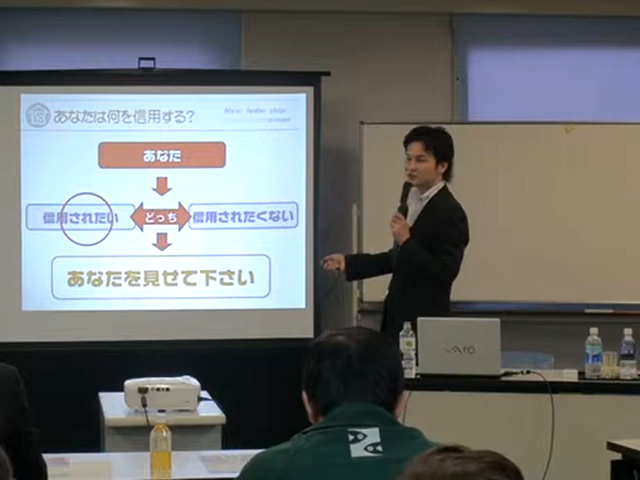 あなたは何を信用する?
あなた
信用されたい
どっち
信用されたくない
あなたを見せて下さい
VAIO